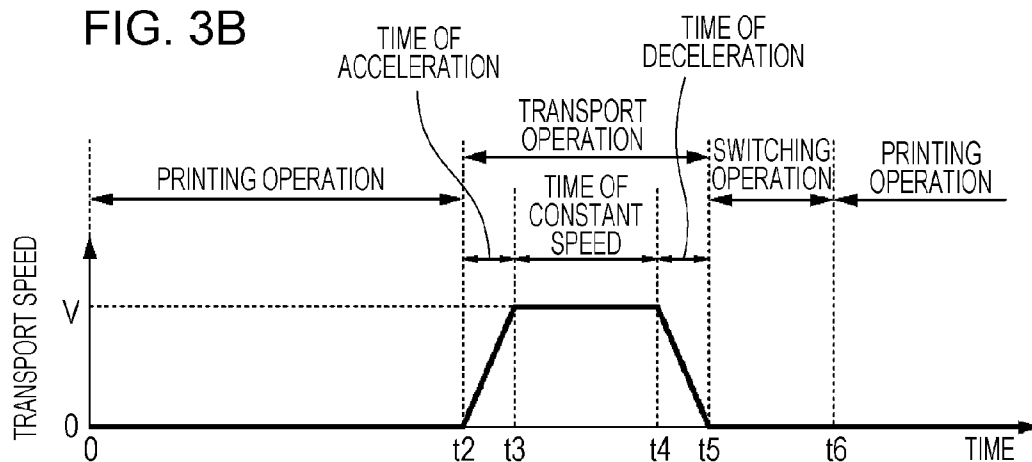 FIG. 3B
TIME OF
ACCELERATION
TIME OF
DECELERATION
TRANSPORT
OPERATION
SWITCHING
OPERATION
PRINTING
OPERATION
PRINTING OPERATION
TIME OF
CONSTANT
SPEED
TRANSPORT SPEED
V
0
0
t2
t3
t4
t5
t6
TIME